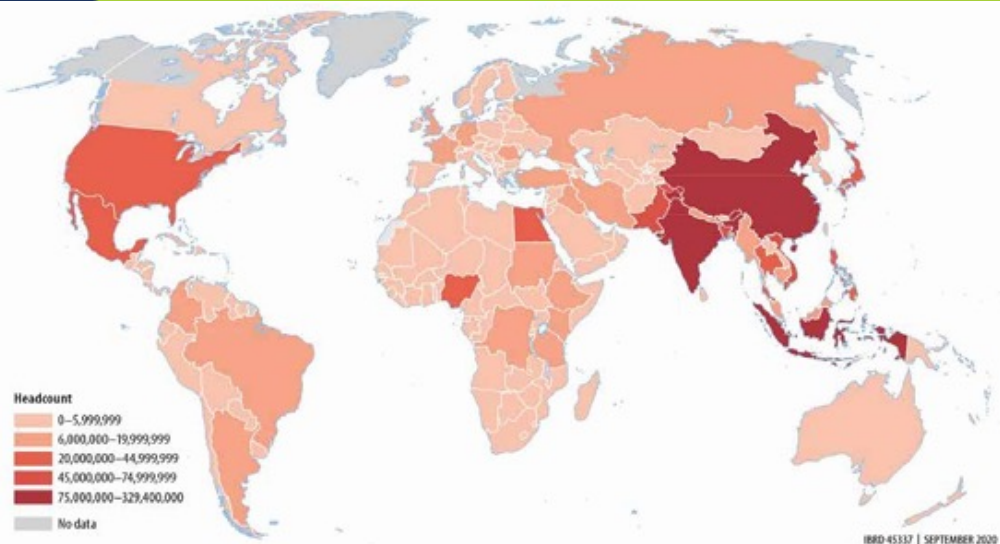 Headcount
0–5,999,999
6,000,000–19,999,999
20,000,000–44,999,999
45,000,000–74,999,999
75,000,000–329,400,000
No data
IBRD 45337 | SEPTEMBER 2020